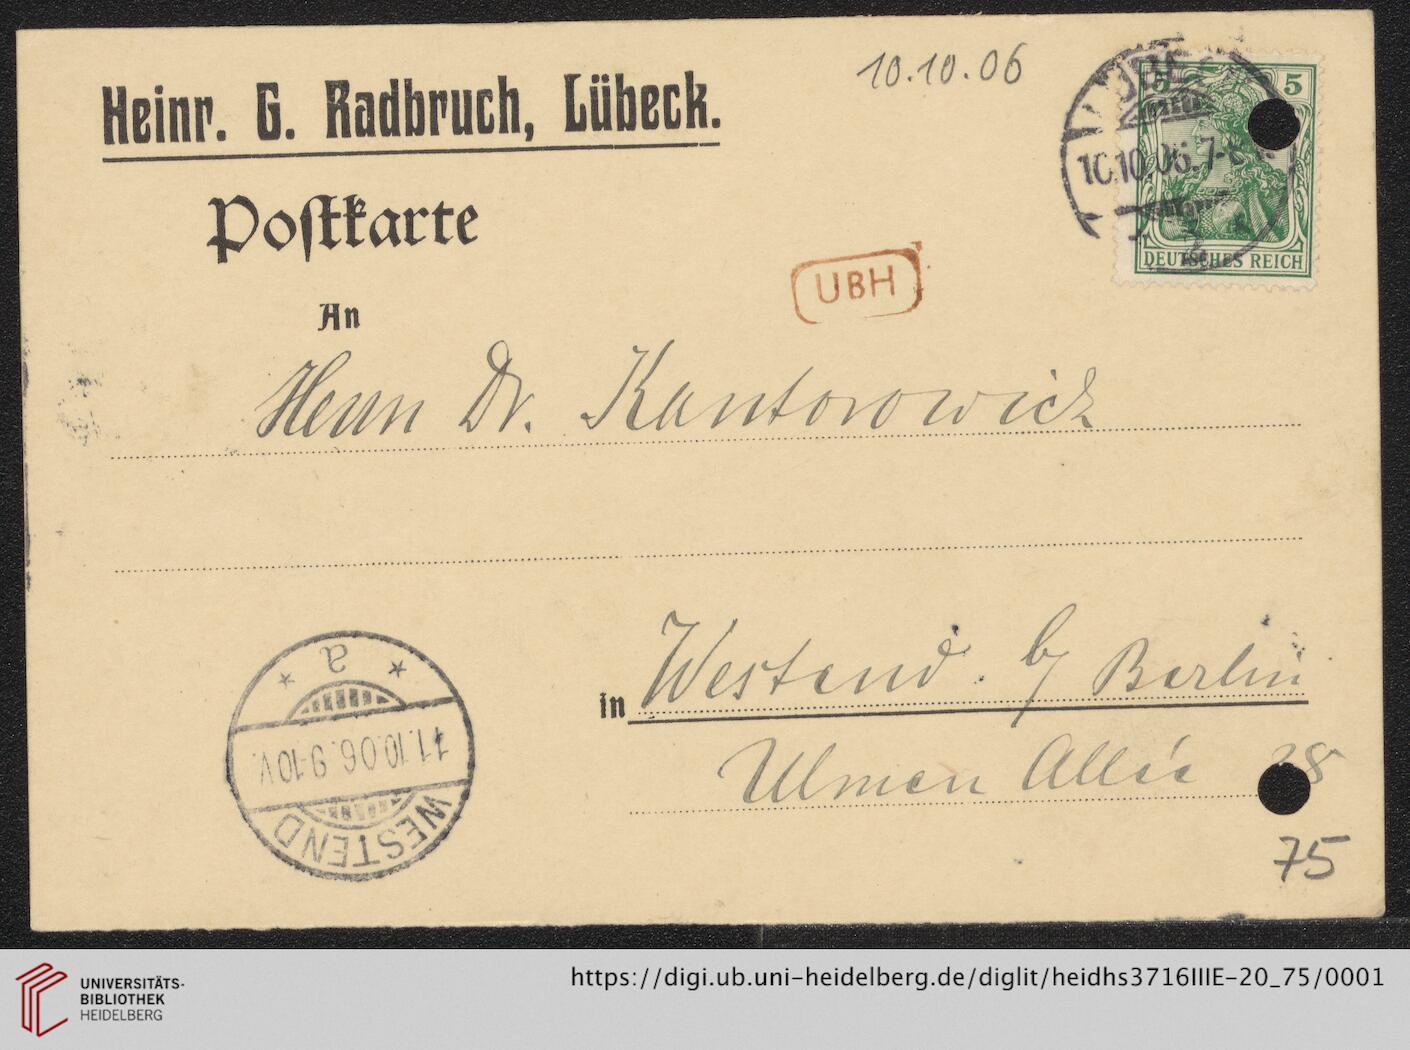 Heinr. G. Radbruch, Lübeck.
10.10.06
5
10.10.06.7-
DEUTSCHES REICH
Postkarte
UBH
An
Herrn Dr. Kantorowicz
in Westend b/ Berlin
Ulmen Allée 28
75
a
11.10.06.9-10V.
WESTEND
UNIVERSITÄTS-
BIBLIOTHEK
HEIDELBERG
https://digi.ub.uni-heidelberg.de/diglit/heidhs3716IIIE-20_75/0001